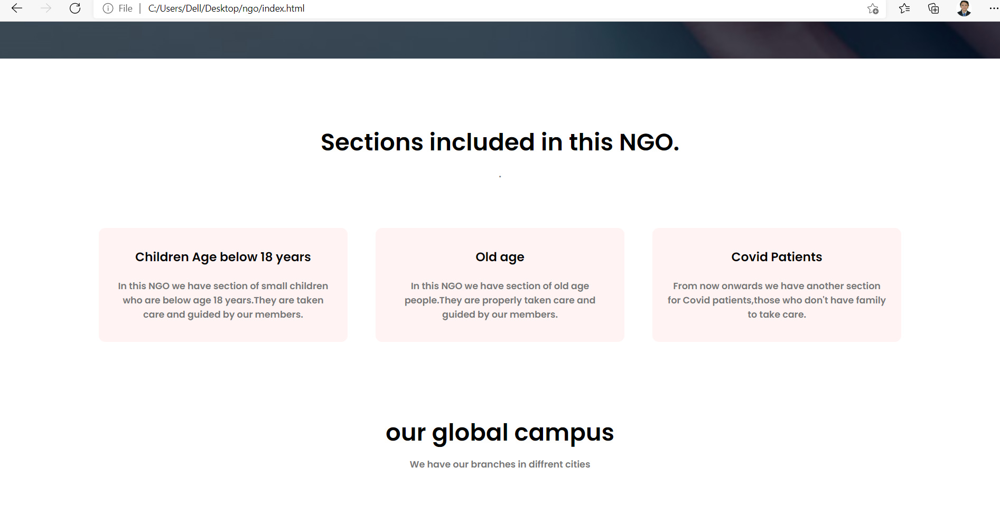 File | C:/Users/Dell/Desktop/ngo/index.html
Sections included in this NGO.
.
Children Age below 18 years
In this NGO we have section of small children
who are below age 18 years.They are taken
care and guided by our members.
Old age
In this NGO we have section of old age
people.They are properly taken care and
guided by our members.
Covid Patients
From now onwards we have another section
for Covid patients,those who don't have family
to take care.
our global campus
We have our branches in diffrent cities